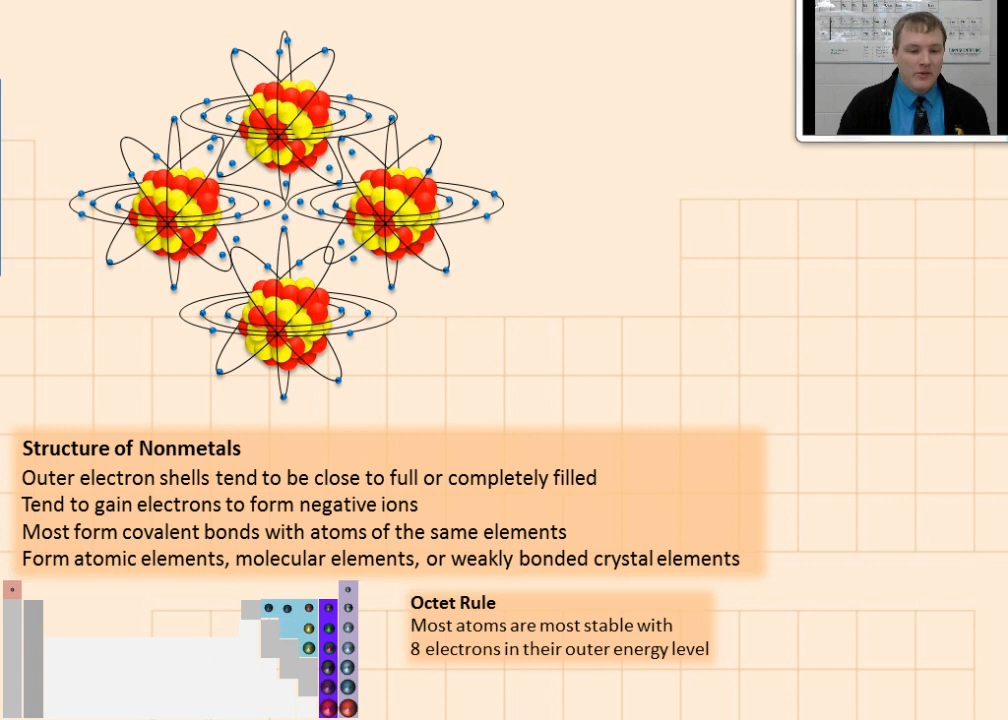 Structure of Nonmetals
Outer electron shells tend to be close to full or completely filled
Tend to gain electrons to form negative ions
Most form covalent bonds with atoms of the same elements
Form atomic elements, molecular elements, or weakly bonded crystal elements
Octet Rule
Most atoms are most stable with
8 electrons in their outer energy level